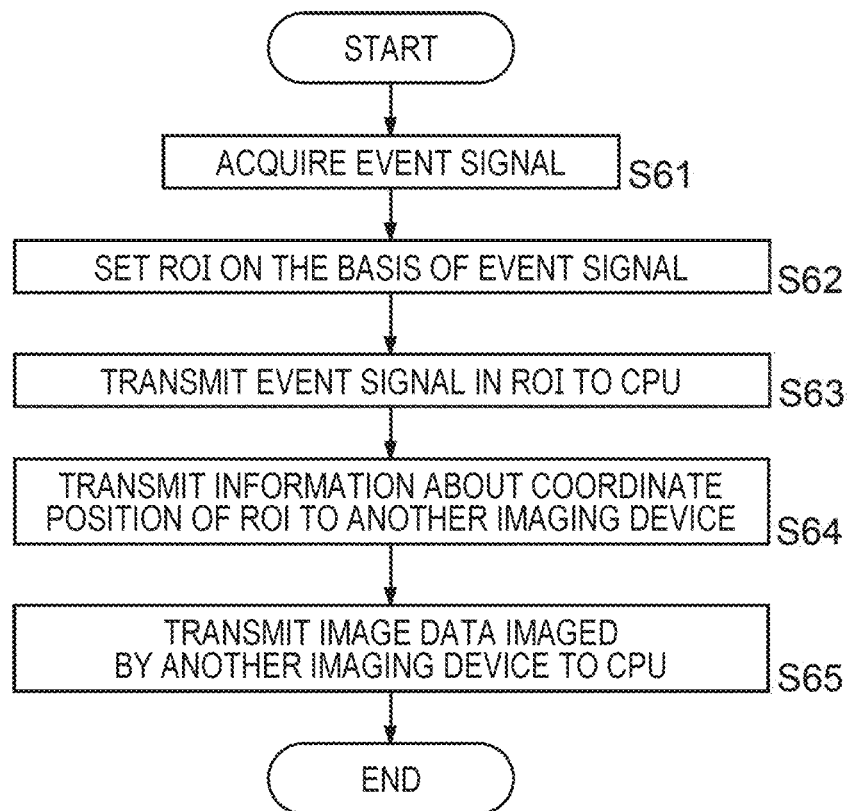 START
ACQUIRE EVENT SIGNAL
S61
SET ROI ON THE BASIS OF EVENT SIGNAL
S62
TRANSMIT EVENT SIGNAL IN ROI TO CPU
S63
TRANSMIT INFORMATION ABOUT COORDINATE
POSITION OF ROI TO ANOTHER IMAGING DEVICE
S64
TRANSMIT IMAGE DATA IMAGED
BY ANOTHER IMAGING DEVICE TO CPU
S65
END